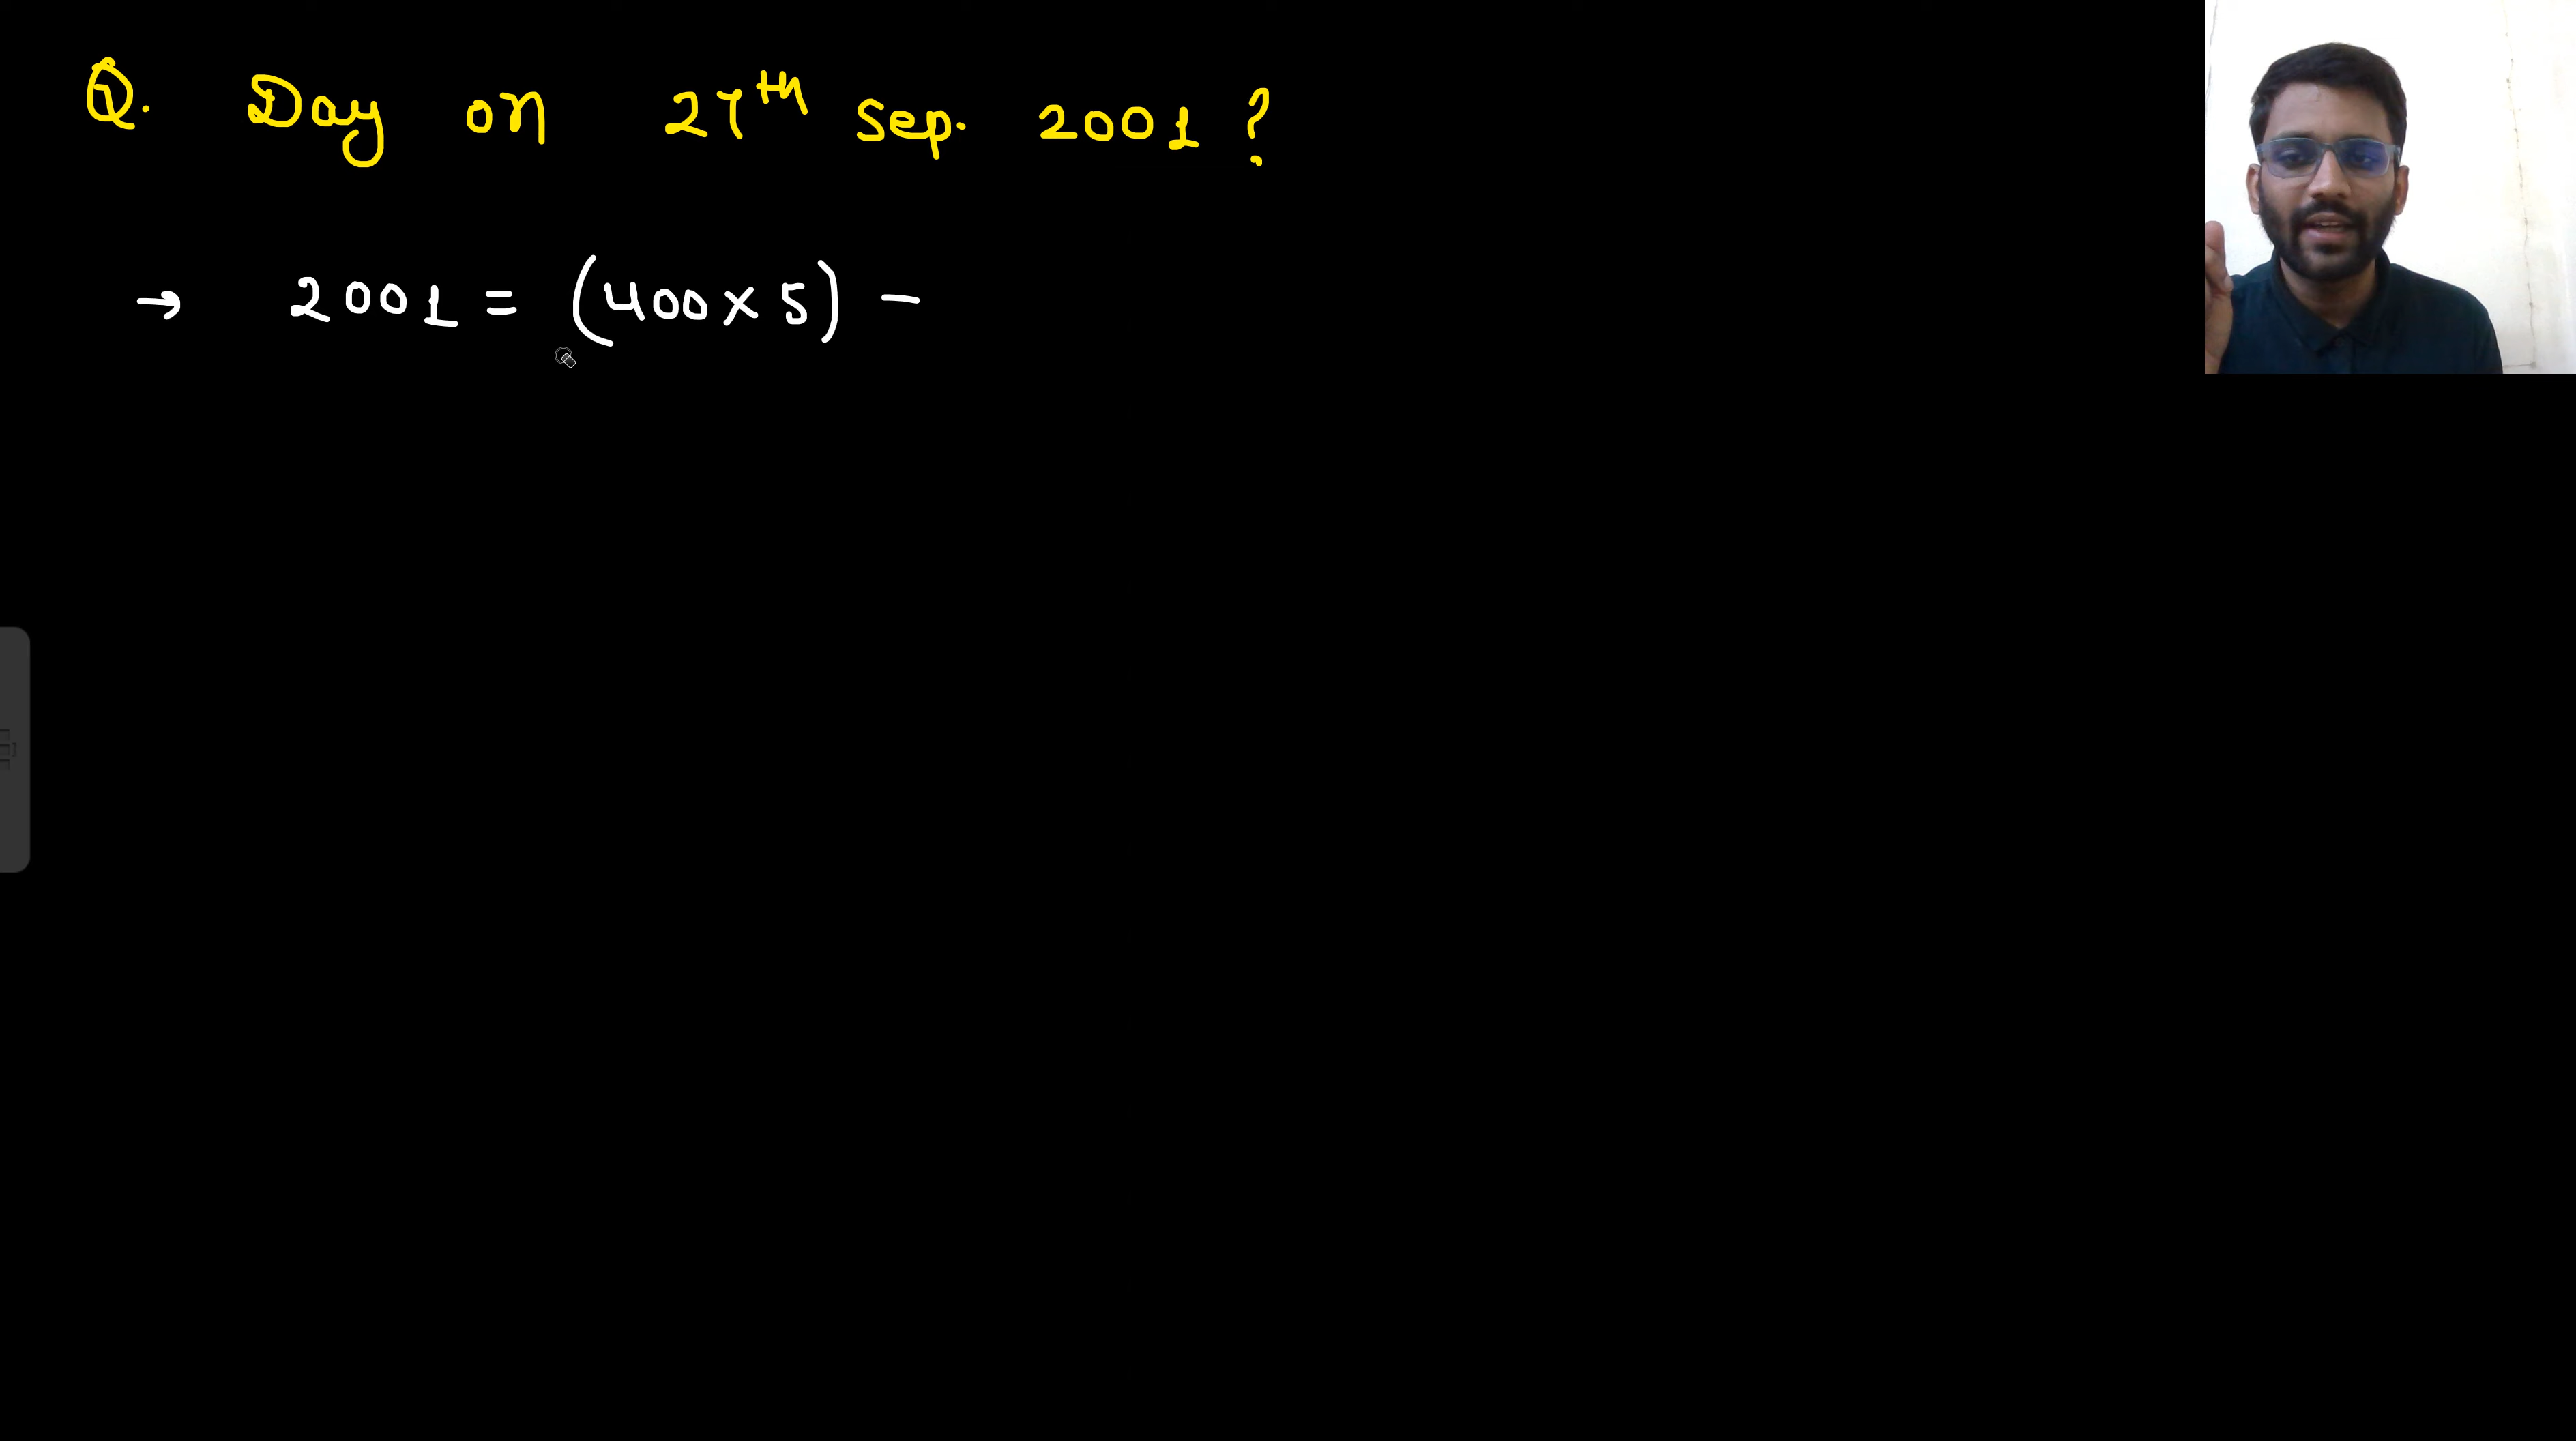 Q. Day on 27th Sep. 2001 ?
→ 2001 = (400 × 5) −